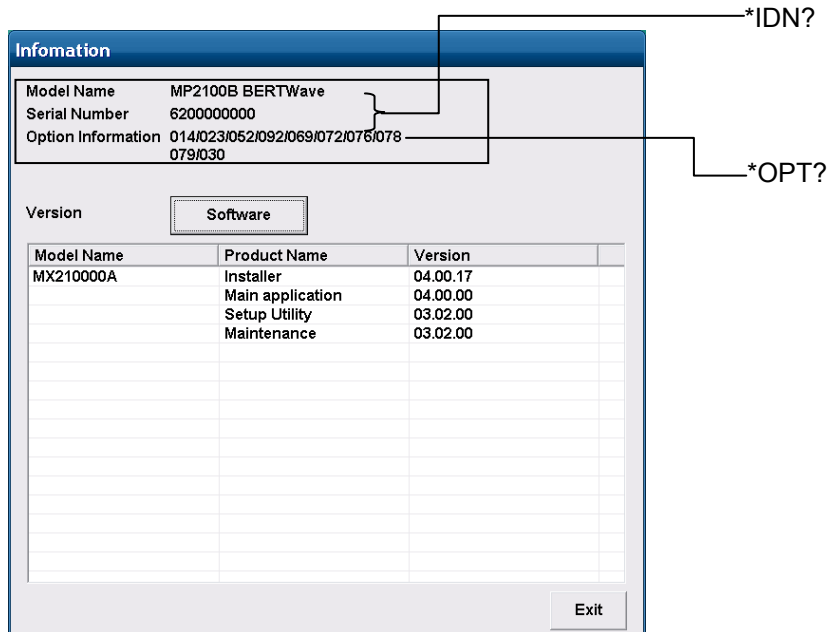 *IDN?
Infomation
Model Name MP2100B BERTWave
Serial Number 6200000000
Option Information 014/023/052/092/069/072/076/078
079/030
*OPT?
Version Software
Model Name Product Name Version
MX210000A Installer 04.00.17
Main application 04.00.00
Setup Utility 03.02.00
Maintenance 03.02.00
Exit